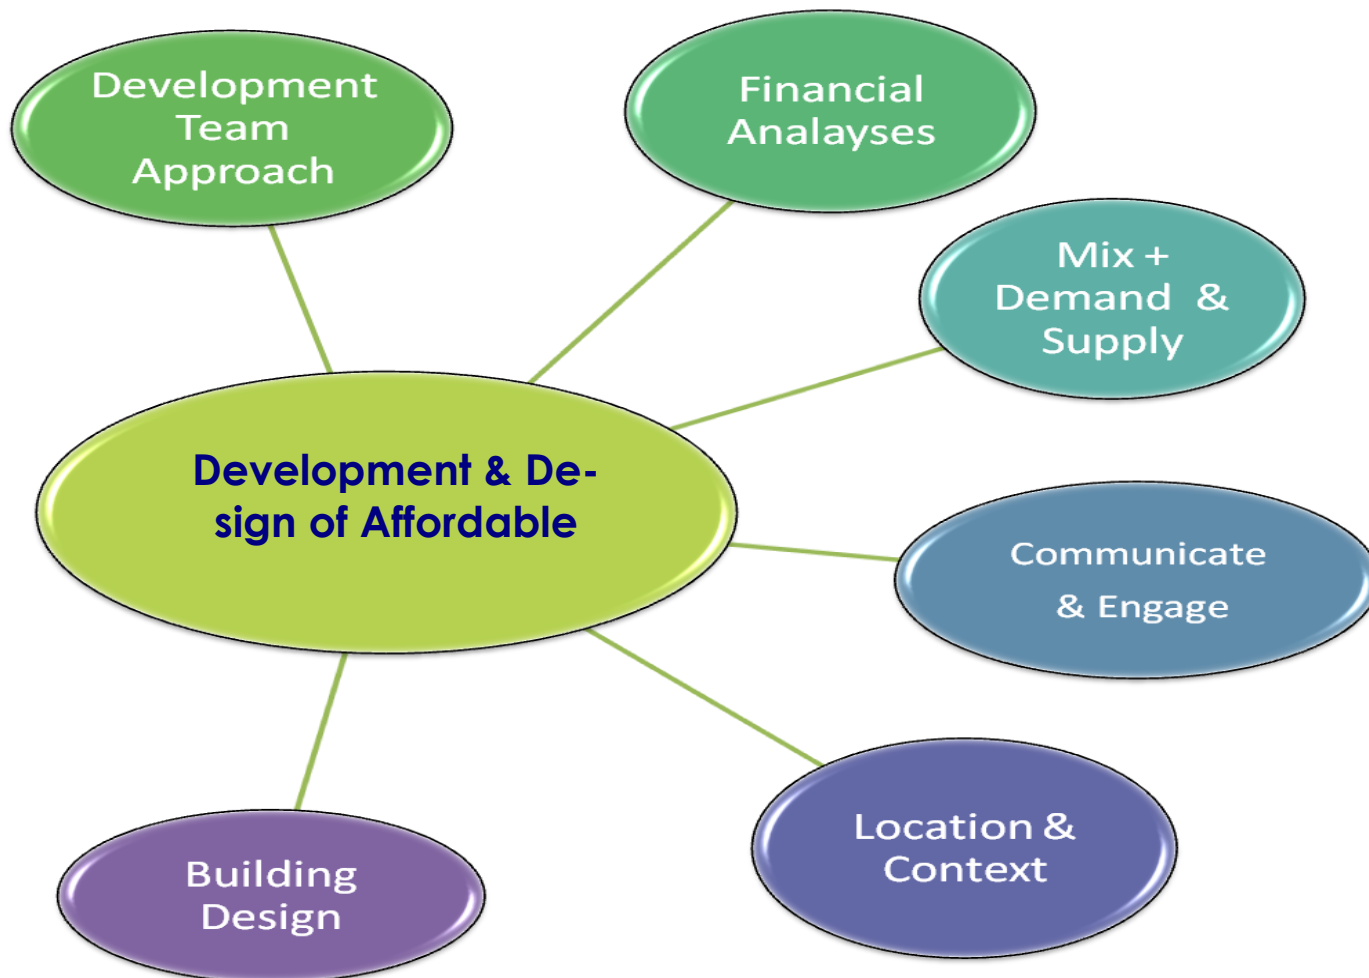 Development
Team
Approach
Financial
Analayses
Mix +
Demand & 
Supply
Development & De-
sign of Affordable
Communicate
& Engage
Location &
Context
Building
Design